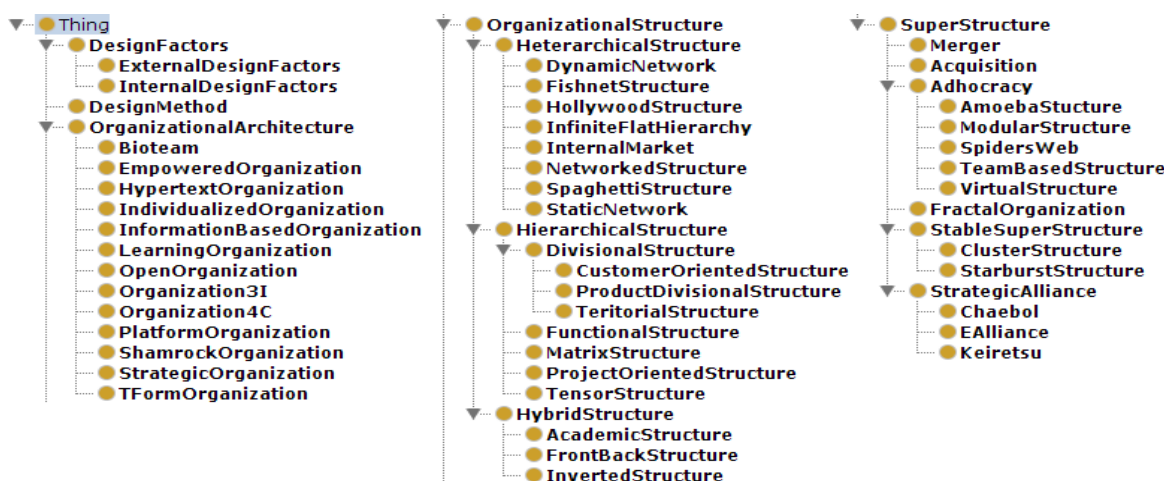 Thing
DesignFactors
ExternalDesignFactors
InternalDesignFactors
DesignMethod
OrganizationalArchitecture
Bioteam
EmpoweredOrganization
HypertextOrganization
IndividualizedOrganization
InformationBasedOrganization
LearningOrganization
OpenOrganization
Organization3I
Organization4C
PlatformOrganization
ShamrockOrganization
StrategicOrganization
TFormOrganization
OrganizationalStructure
HeterarchicalStructure
DynamicNetwork
FishnetStructure
HollywoodStructure
InfiniteFlatHierarchy
InternalMarket
NetworkedStructure
SpaghettiStructure
StaticNetwork
HierarchicalStructure
DivisionalStructure
CustomerOrientedStructure
ProductDivisionalStructure
TeritorialStructure
FunctionalStructure
MatrixStructure
ProjectOrientedStructure
TensorStructure
HybridStructure
AcademicStructure
FrontBackStructure
InvertedStructure
SuperStructure
Merger
Acquisition
Adhocracy
AmoebaStucture
ModularStructure
SpidersWeb
TeamBasedStructure
VirtualStructure
FractalOrganization
StableSuperStructure
ClusterStructure
StarburstStructure
StrategicAlliance
Chaebol
EAlliance
Keiretsu